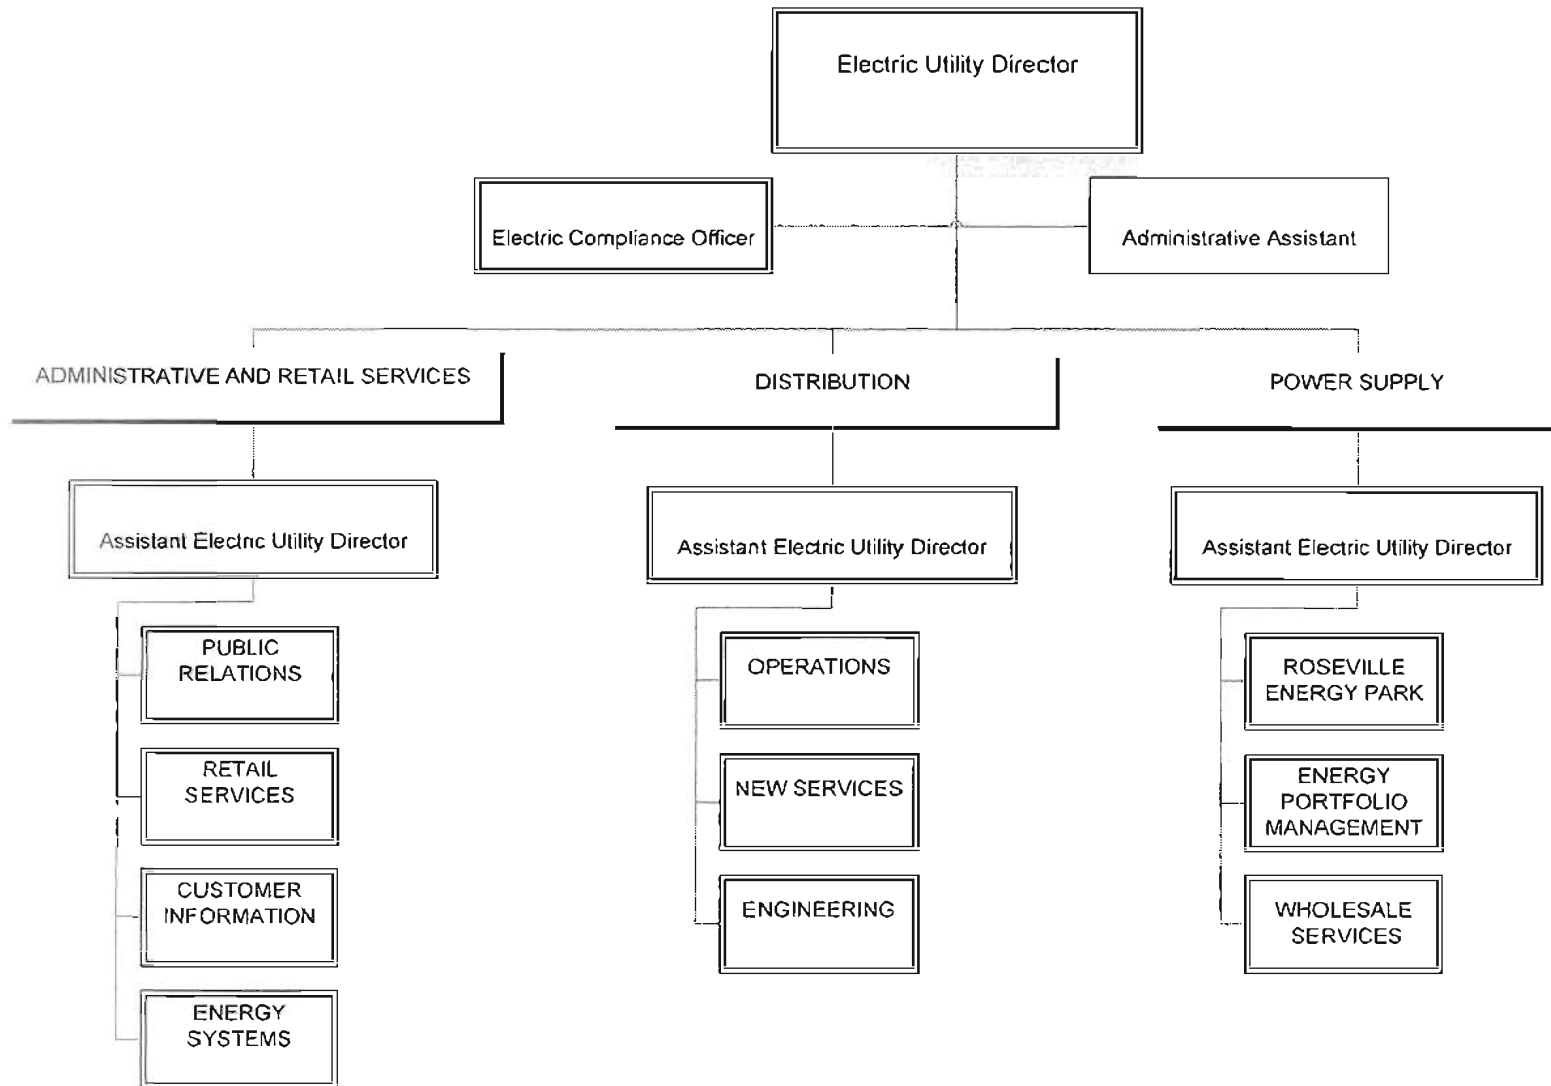 Electric Utility Director
Electric Compliance Officer
Administrative Assistant
ADMINISTRATIVE AND RETAIL SERVICES
DISTRIBUTION
POWER SUPPLY
Assistant Electric Utility Director
Assistant Electric Utility Director
Assistant Electric Utility Director
PUBLIC
RELATIONS
RETAIL
SERVICES
CUSTOMER
INFORMATION
ENERGY
SYSTEMS
OPERATIONS
NEW SERVICES
ENGINEERING
ROSEVILLE
ENERGY PARK
ENERGY
PORTFOLIO
MANAGEMENT
WHOLESALE
SERVICES